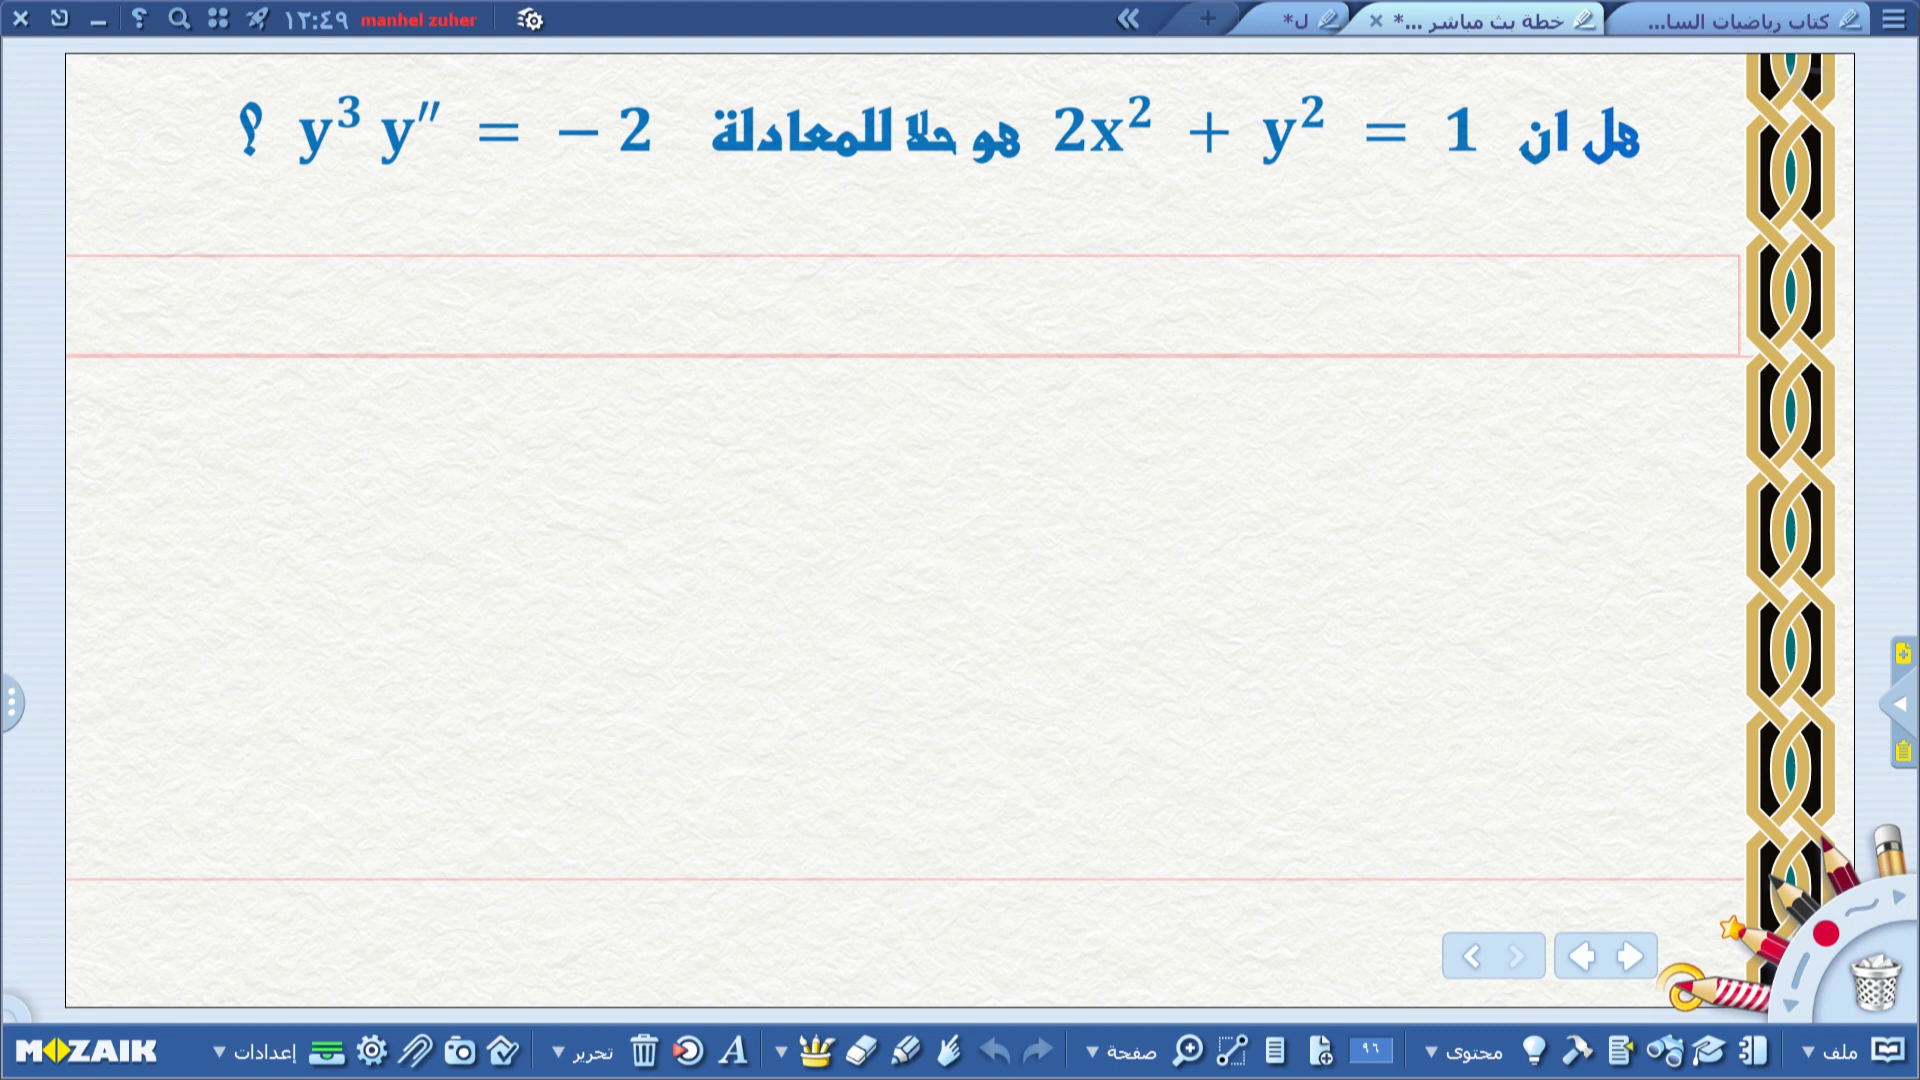 كتاب رياضيات السا...
خطة بث مباشر ...*
ل*
manhel zuher
١٢:٤٩
هل ان 2x² + y² = 1 هو حلا للمعادلة y³ y″ = − 2 ؟
ملف
محتوى
٩٦
صفحة
تحرير
إعدادات
MOZAIK